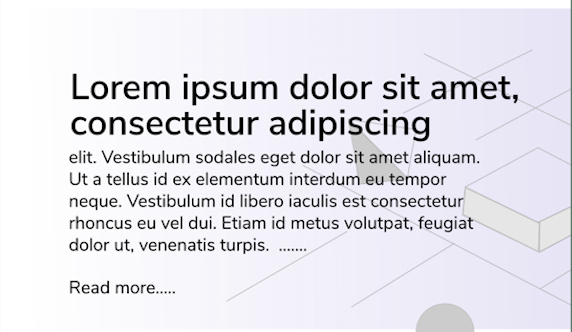 Lorem ipsum dolor sit amet,
consectetur adipiscing
elit. Vestibulum sodales eget dolor sit amet aliquam.
Ut a tellus id ex elementum interdum eu tempor
neque. Vestibulum id libero iaculis est consectetur
rhoncus eu vel dui. Etiam id metus volutpat, feugiat
dolor ut, venenatis turpis.  .......
Read more.....